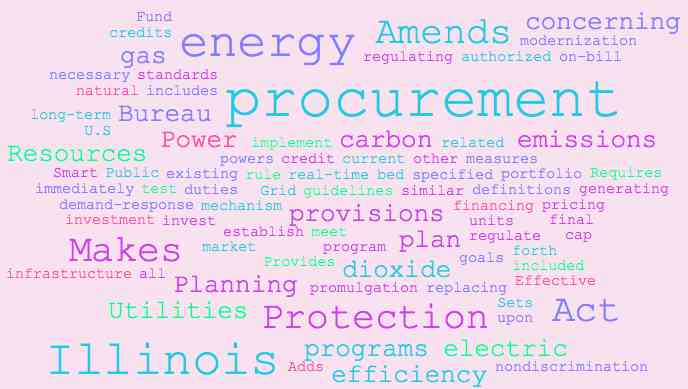 Fund
credits
energy Amends concerning
modernization
gas regulating authorized on-bill
necessary standards
natural includes procurement
long-term Bureau
U.S
Power implement carbon related emissions
Resources
powers credit current other measures
Smart Public existing rule real-time bed specified portfolio Requires
immediately test duties Grid guidelines similar definitions generating
demand-response mechanism provisions financing pricing
investment invest units final
establish meet plan regulate cap
Makes market program goals forth
Provides dioxide included
infrastructure all Effective
Planning promulgation replacing
Utilities Protection Sets Act
upon
Illinois programs electric
Adds efficiency nondiscrimination